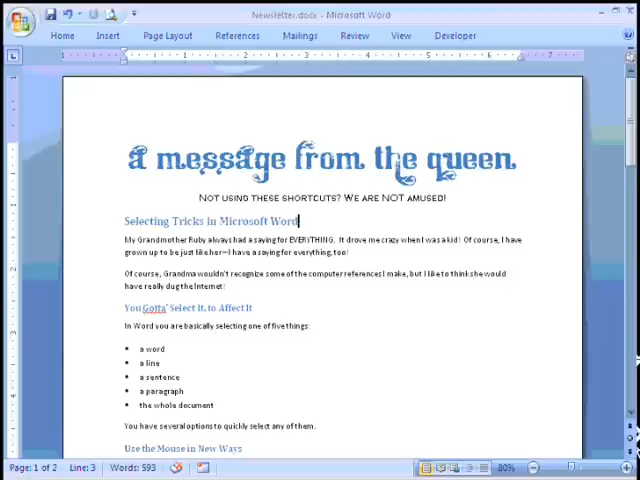 Newsletter.docx - Microsoft Word
Home Insert Page Layout References Mailings Review View Developer
a message from the queen
Not using these shortcuts? We are NOT amused!
Selecting Tricks in Microsoft Word
My Grandmother Ruby always had a saying for EVERYTHING. It drove me crazy when I was a kid! Of course, I have
grown up to be just like her—I have a saying for everything, too!
Of course, Grandma wouldn't recognize some of the computer references I make, but I like to think she would
have really dug the Internet!
You Gotta' Select It, to Affect It
In Word you are basically selecting one of five things:
• a word
• a line
• a sentence
• a paragraph
• the whole document
You have several options to quickly select any of them.
Use the Mouse in New Ways
Page: 1 of 2 Line: 3 Words: 593 80%